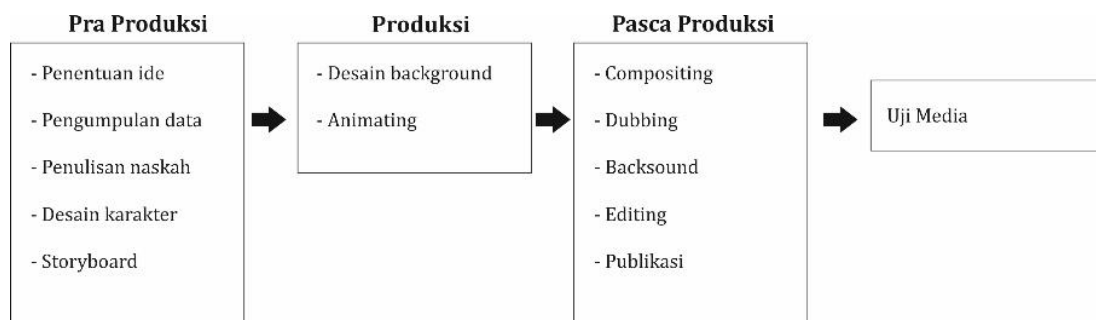 Pra Produksi
- Penentuan ide
- Pengumpulan data
- Penulisan naskah
- Desain karakter
- Storyboard
Produksi
- Desain background
- Animating
Pasca Produksi
- Compositing
- Dubbing
- Backsound
- Editing
- Publikasi
Uji Media